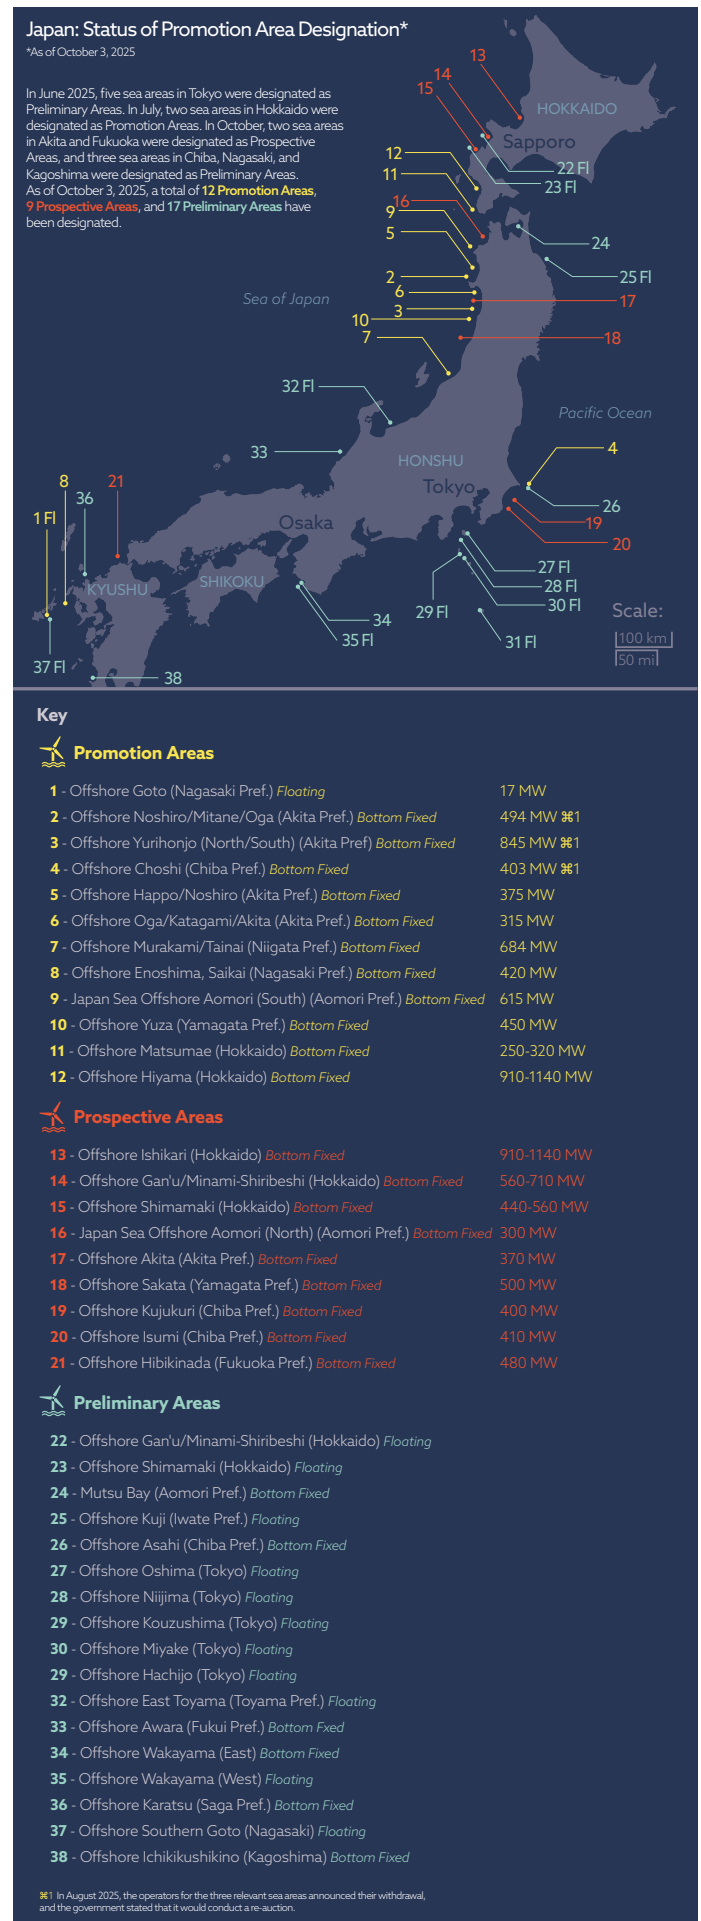 Japan: Status of Promotion Area Designation*
*As of October 3, 2025
In June 2025, five sea areas in Tokyo were designated as
Preliminary Areas. In July, two sea areas in Hokkaido were
designated as Promotion Areas. In October, two sea areas
in Akita and Fukuoka were designated as Prospective
Areas, and three sea areas in Chiba, Nagasaki, and
Kagoshima were designated as Preliminary Areas.
As of October 3, 2025, a total of 12 Promotion Areas,
9 Prospective Areas, and 17 Preliminary Areas have
been designated.
13
14
15
HOKKAIDO
Sapporo
12
22 Fl
11
23 Fl
16
9
5
24
2
25 Fl
6
Sea of Japan
17
3
10
7
18
32 Fl
Pacific Ocean
33
HONSHU
4
8
21
Tokyo
36
26
1 Fl
Osaka
19
20
27 Fl
KYUSHU
SHIKOKU
28 Fl
29 Fl
30 Fl
Scale:
34
100 km
35 Fl
31 Fl
50 mi
37 Fl
38
Key
Promotion Areas
1 - Offshore Goto (Nagasaki Pref.) Floating 17 MW
2 - Offshore Noshiro/Mitane/Oga (Akita Pref.) Bottom Fixed 494 MW ⌘1
3 - Offshore Yurihonjo (North/South) (Akita Pref) Bottom Fixed 845 MW ⌘1
4 - Offshore Choshi (Chiba Pref.) Bottom Fixed 403 MW ⌘1
5 - Offshore Happo/Noshiro (Akita Pref.) Bottom Fixed 375 MW
6 - Offshore Oga/Katagami/Akita (Akita Pref.) Bottom Fixed 315 MW
7 - Offshore Murakami/Tainai (Niigata Pref.) Bottom Fixed 684 MW
8 - Offshore Enoshima, Saikai (Nagasaki Pref.) Bottom Fixed 420 MW
9 - Japan Sea Offshore Aomori (South) (Aomori Pref.) Bottom Fixed 615 MW
10 - Offshore Yuza (Yamagata Pref.) Bottom Fixed 450 MW
11 - Offshore Matsumae (Hokkaido) Bottom Fixed 250-320 MW
12 - Offshore Hiyama (Hokkaido) Bottom Fixed 910-1140 MW
Prospective Areas
13 - Offshore Ishikari (Hokkaido) Bottom Fixed 910-1140 MW
14 - Offshore Gan'u/Minami-Shiribeshi (Hokkaido) Bottom Fixed 560-710 MW
15 - Offshore Shimamaki (Hokkaido) Bottom Fixed 440-560 MW
16 - Japan Sea Offshore Aomori (North) (Aomori Pref.) Bottom Fixed 300 MW
17 - Offshore Akita (Akita Pref.) Bottom Fixed 370 MW
18 - Offshore Sakata (Yamagata Pref.) Bottom Fixed 500 MW
19 - Offshore Kujukuri (Chiba Pref.) Bottom Fixed 400 MW
20 - Offshore Isumi (Chiba Pref.) Bottom Fixed 410 MW
21 - Offshore Hibikinada (Fukuoka Pref.) Bottom Fixed 480 MW
Preliminary Areas
22 - Offshore Gan'u/Minami-Shiribeshi (Hokkaido) Floating
23 - Offshore Shimamaki (Hokkaido) Floating
24 - Mutsu Bay (Aomori Pref.) Bottom Fixed
25 - Offshore Kuji (Iwate Pref.) Floating
26 - Offshore Asahi (Chiba Pref.) Bottom Fixed
27 - Offshore Oshima (Tokyo) Floating
28 - Offshore Niijima (Tokyo) Floating
29 - Offshore Kouzushima (Tokyo) Floating
30 - Offshore Miyake (Tokyo) Floating
29 - Offshore Hachijo (Tokyo) Floating
32 - Offshore East Toyama (Toyama Pref.) Floating
33 - Offshore Awara (Fukui Pref.) Bottom Fxed
34 - Offshore Wakayama (East) Bottom Fixed
35 - Offshore Wakayama (West) Floating
36 - Offshore Karatsu (Saga Pref.) Bottom Fixed
37 - Offshore Southern Goto (Nagasaki) Floating
38 - Offshore Ichikikushikino (Kagoshima) Bottom Fixed
⌘1 In August 2025, the operators for the three relevant sea areas announced their withdrawal,
and the government stated that it would conduct a re-auction.